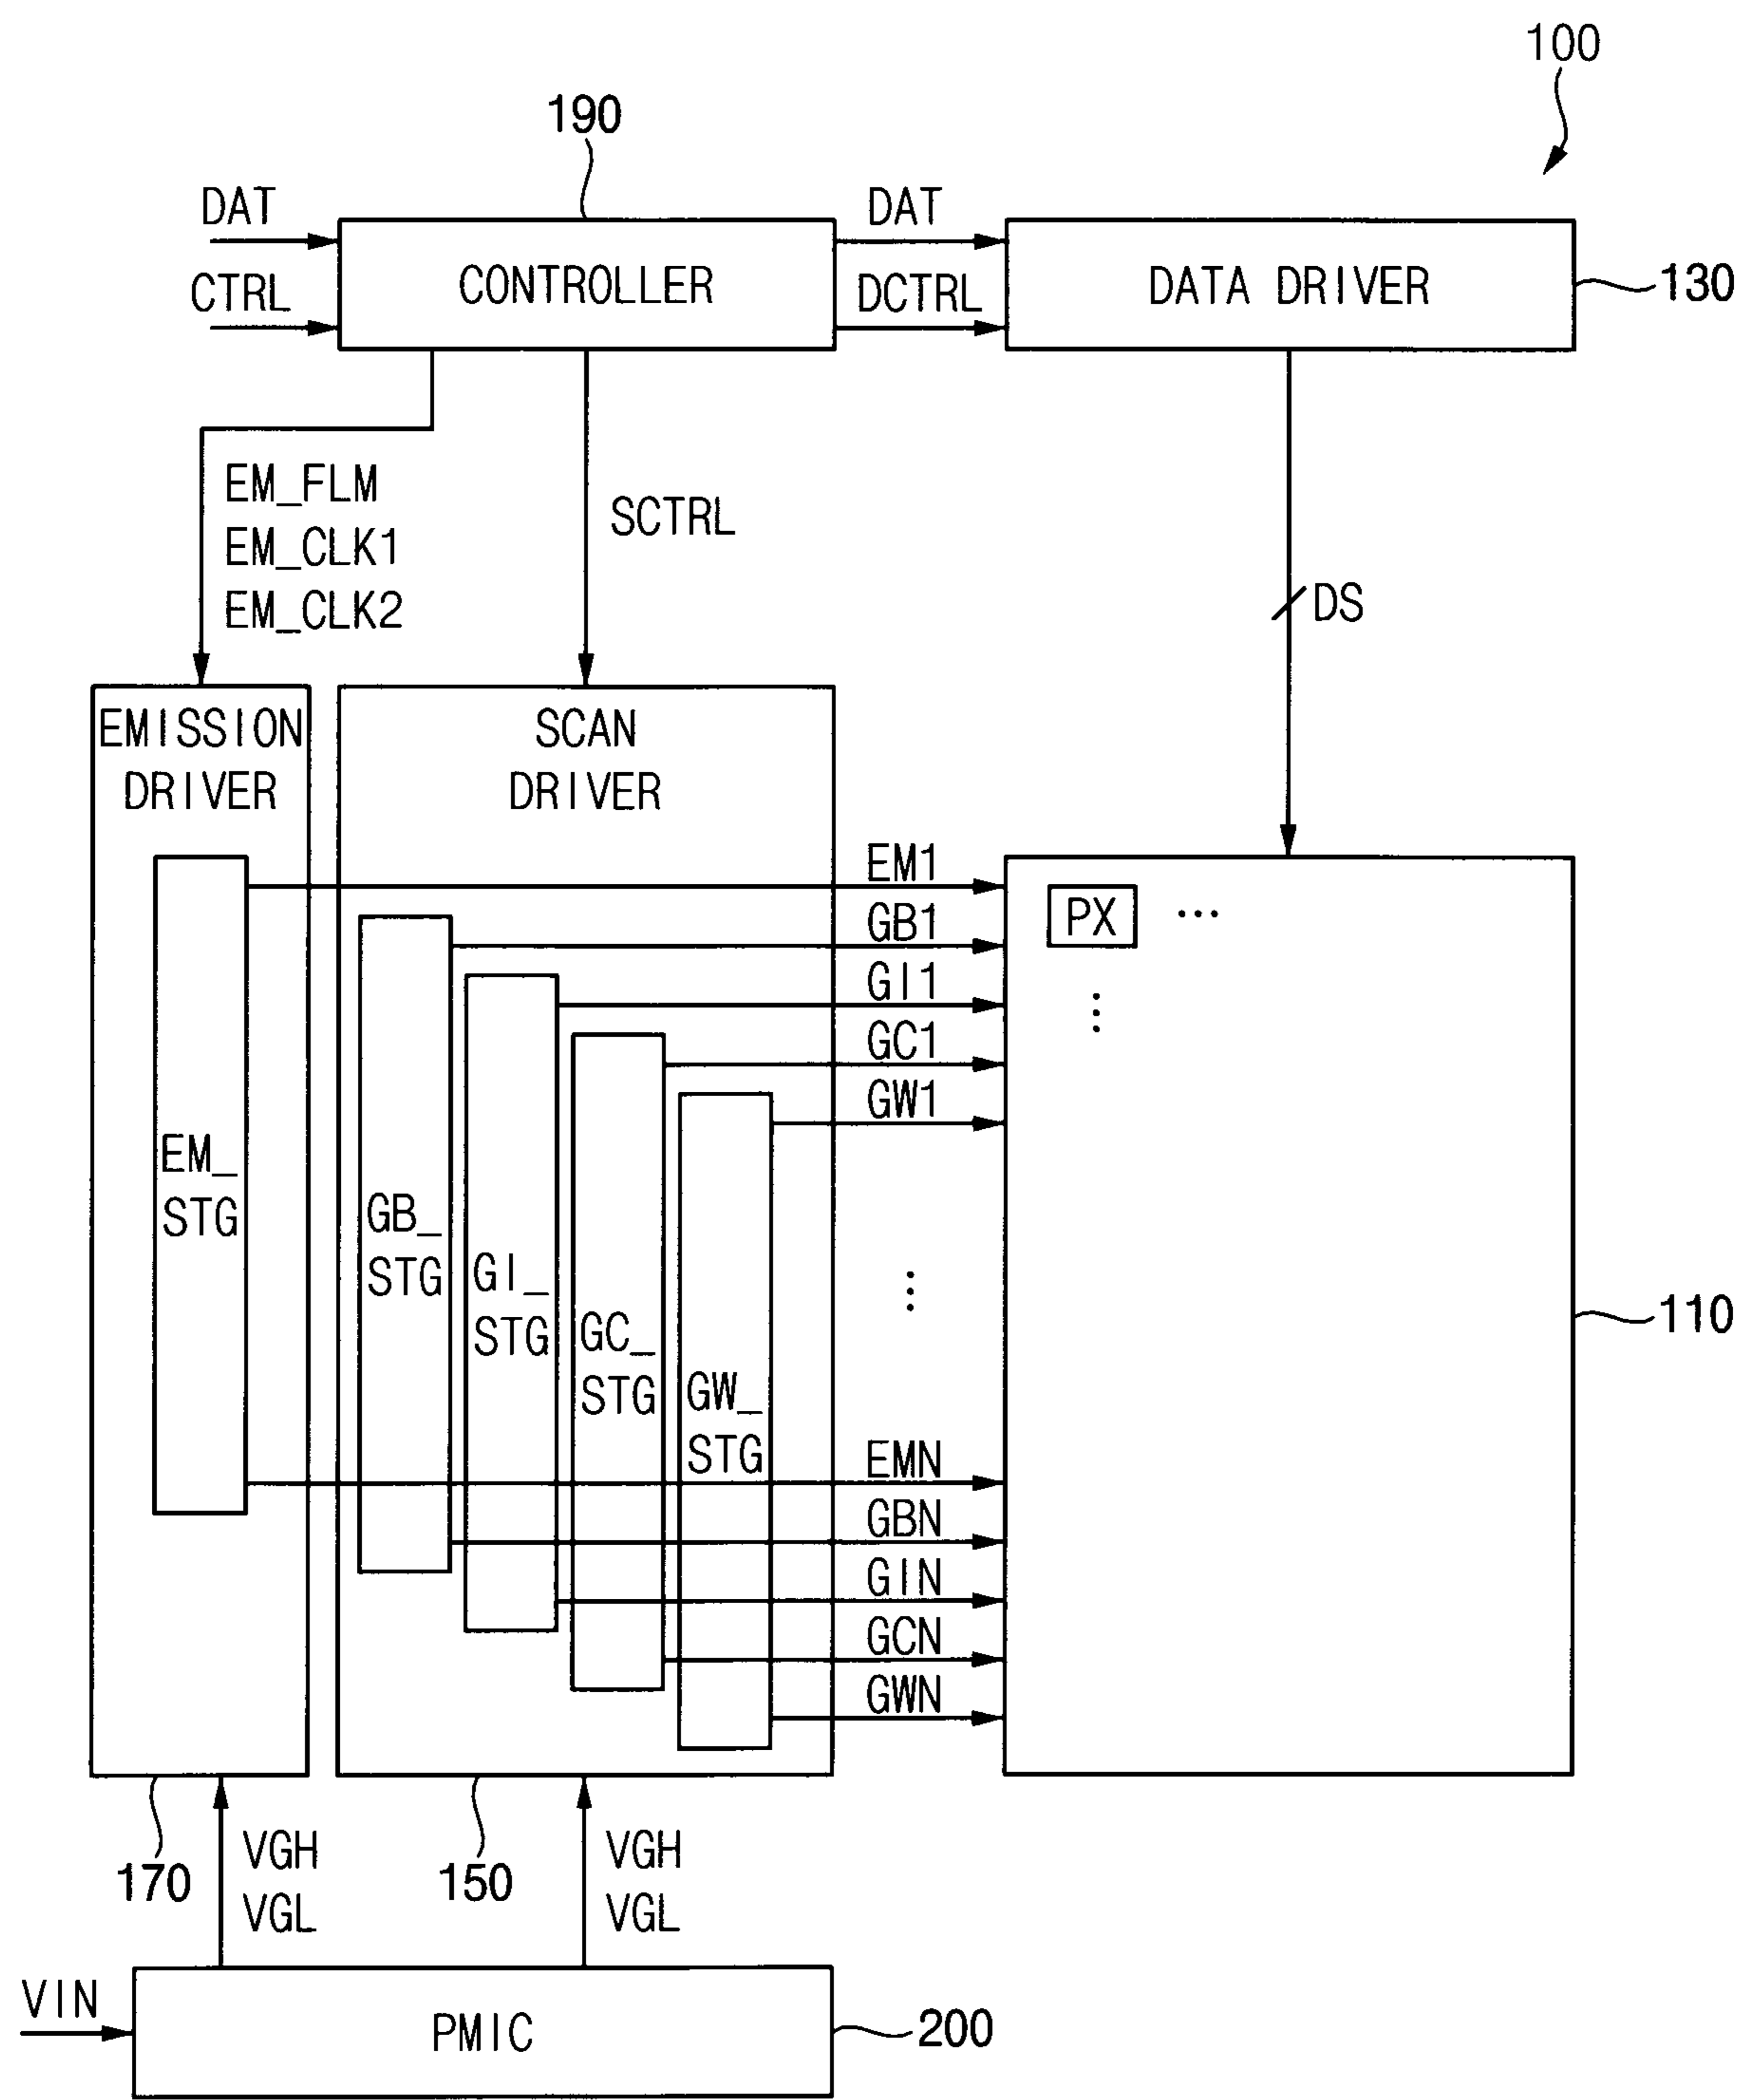 100
190
DAT
DAT
CTRL
CONTROLLER
DCTRL
DATA DRIVER
130
EM_FLM
EM_CLK1
EM_CLK2
SCTRL
DS
EMISSION
DRIVER
SCAN
DRIVER
EM1
GB1
GI1
GC1
GW1
PX
...
⋮
EM_
STG
GB_
STG
GI_
STG
GC_
STG
GW_
STG
⋮
110
EMN
GBN
GIN
GCN
GWN
170
VGH
VGL
150
VGH
VGL
VIN
PMIC
200